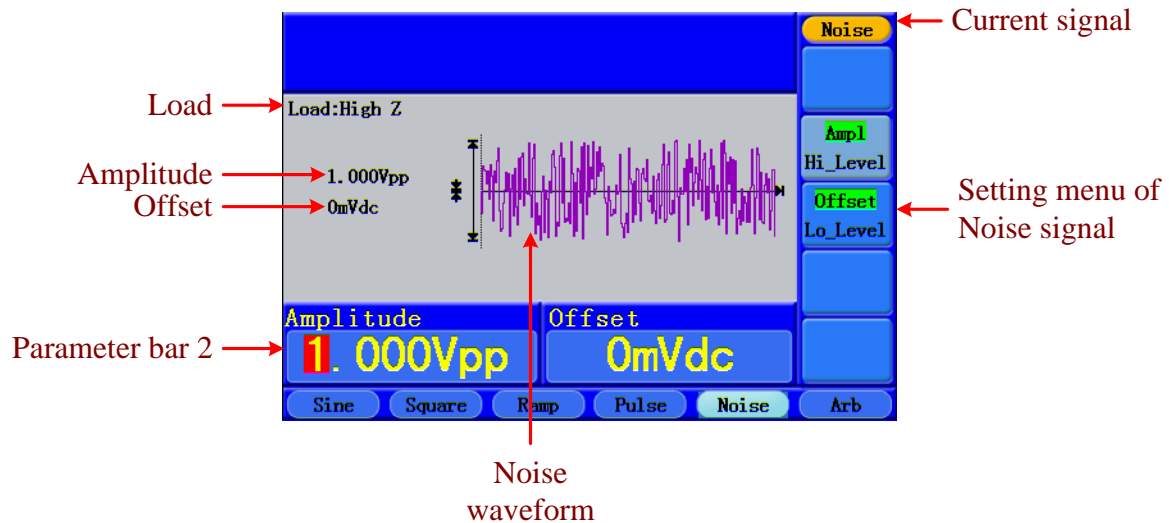 Noise
Current signal
Load
Load:High Z
Ampl
Hi_Level
Amplitude
1.000Vpp
Offset
0mVdc
Offset
Lo_Level
Setting menu of
Noise signal
Amplitude
Offset
Parameter bar 2
1.000Vpp
0mVdc
Sine
Square
Ramp
Pulse
Noise
Arb
Noise
waveform